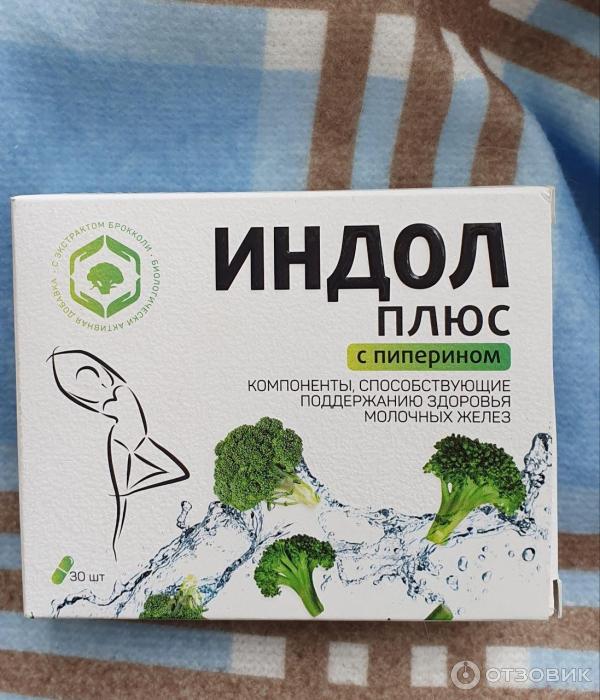 • С ЭКСТРАКТОМ БРОККОЛИ • БИОЛОГИЧЕСКИ АКТИВНАЯ ДОБАВКА
ИНДОЛ
ПЛЮС
с пиперином
КОМПОНЕНТЫ, СПОСОБСТВУЮЩИЕ
ПОДДЕРЖАНИЮ ЗДОРОВЬЯ
МОЛОЧНЫХ ЖЕЛЕЗ
30 шт
ОТЗОВИК